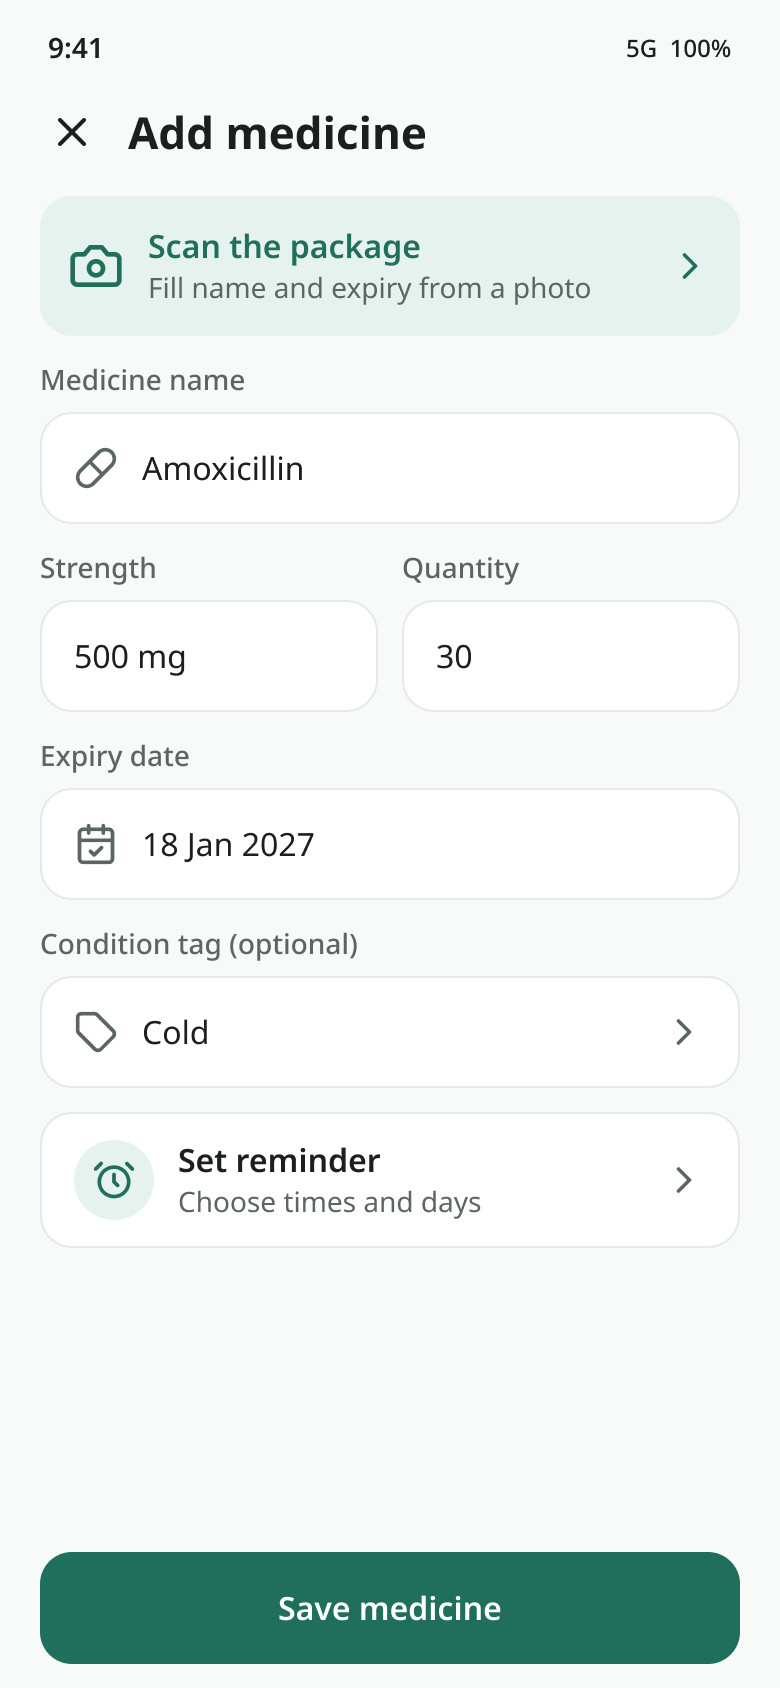 9:41
5G 100%
Add medicine
Scan the package
Fill name and expiry from a photo
Medicine name
Amoxicillin
Strength
Quantity
500 mg
30
Expiry date
18 Jan 2027
Condition tag (optional)
Cold
Set reminder
Choose times and days
Save medicine